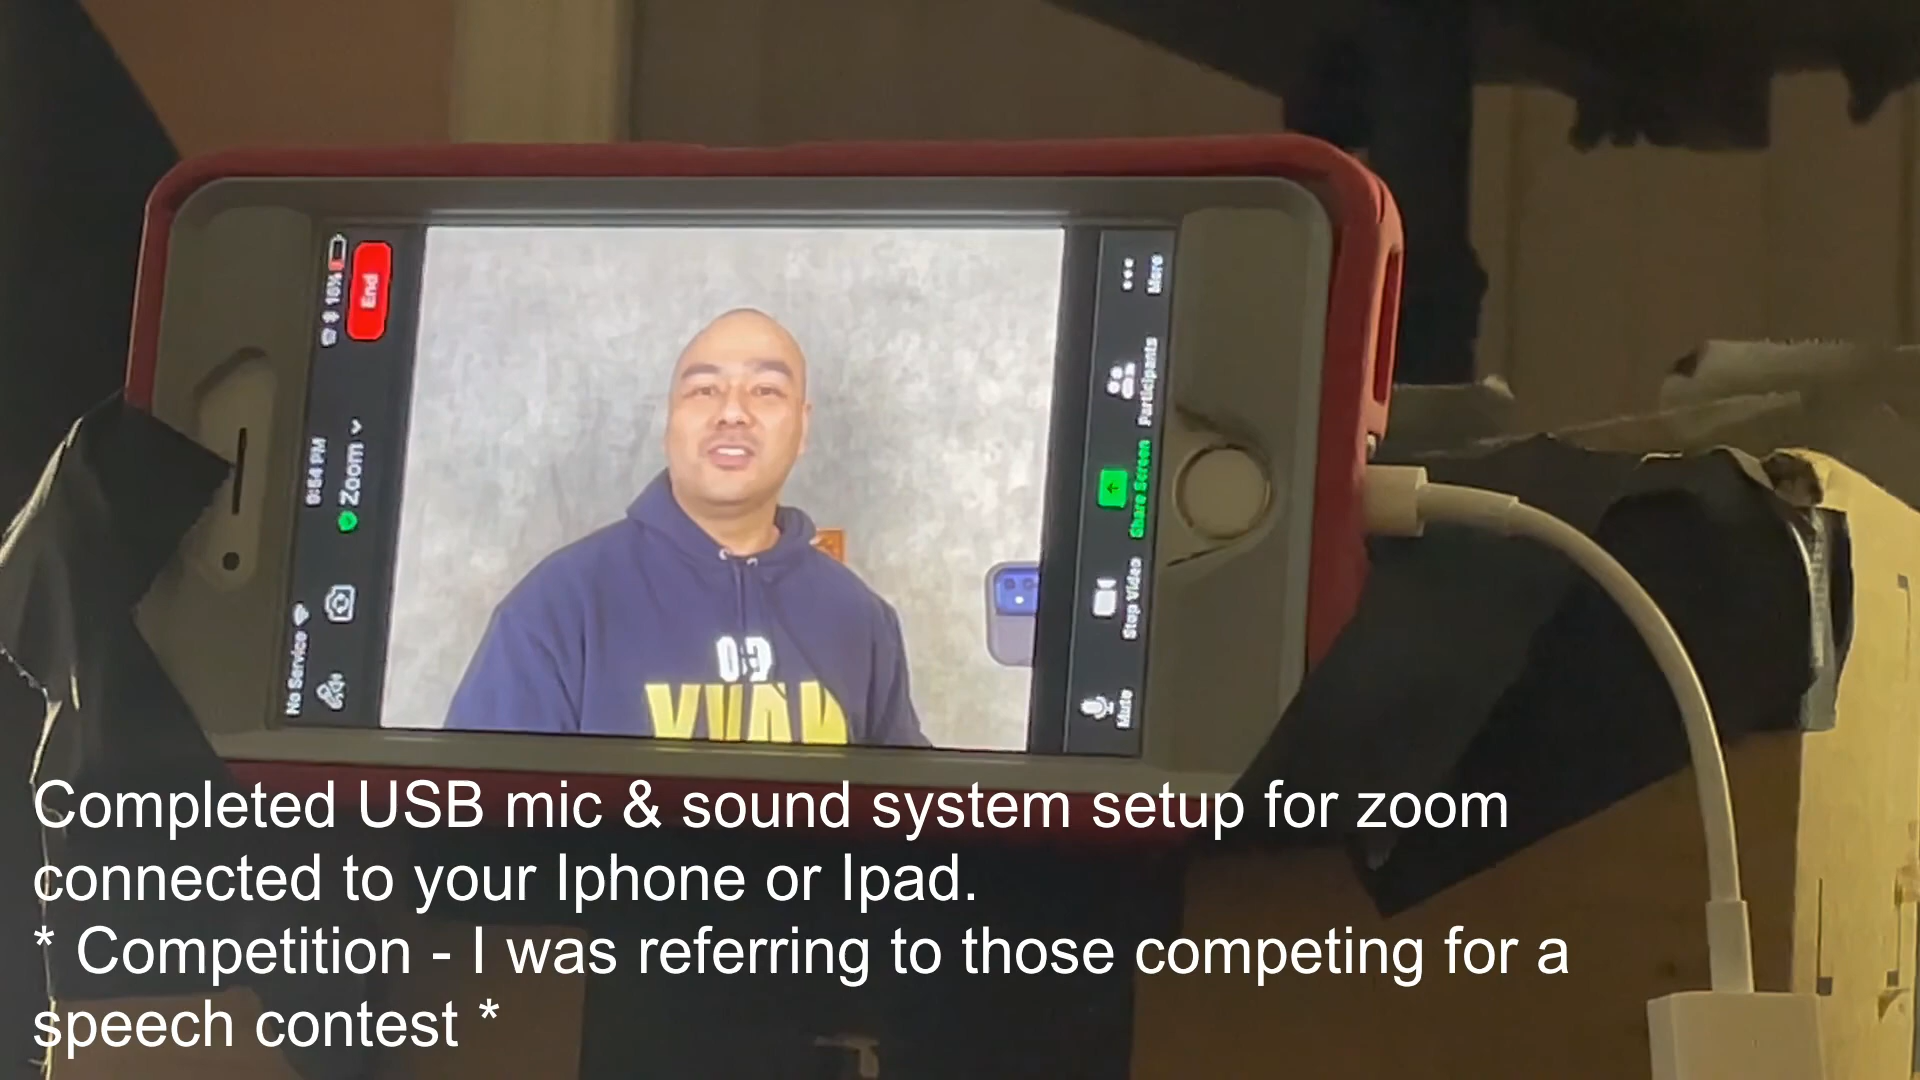 No Service
9:54 PM
16%
Zoom
End
Mute
Stop Video
Share Screen
Participants
More
Completed USB mic & sound system setup for zoom
connected to your Iphone or Ipad.
* Competition - I was referring to those competing for a
speech contest *